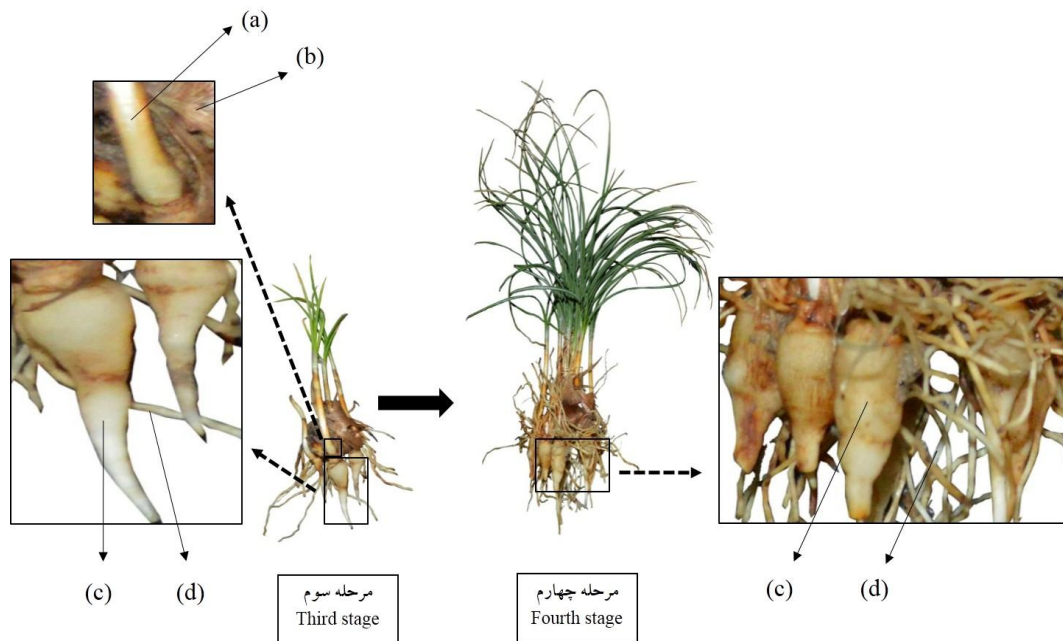 (a)
(b)
(c)
(d)
مرحله سوم
Third stage
مرحله چهارم
Fourth stage
(c)
(d)